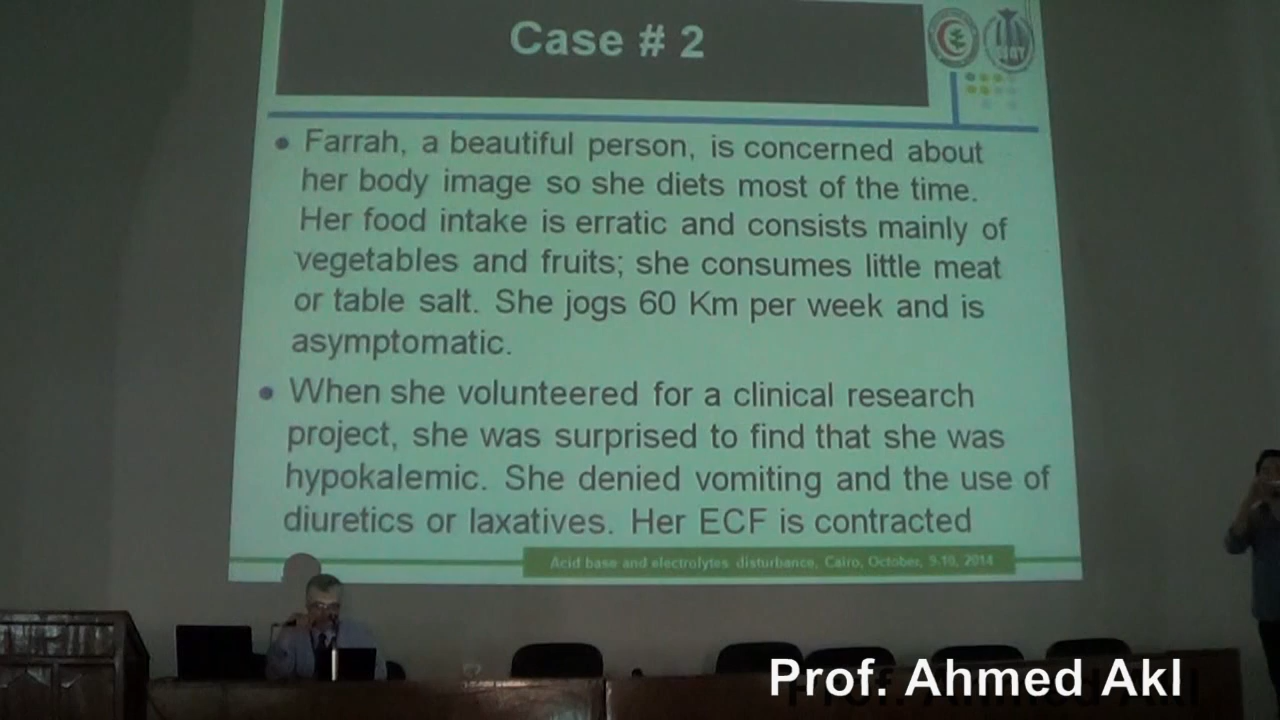 Case # 2
Farrah, a beautiful person, is concerned about
her body image so she diets most of the time.
Her food intake is erratic and consists mainly of
vegetables and fruits; she consumes little meat
or table salt. She jogs 60 Km per week and is
asymptomatic.
When she volunteered for a clinical research
project, she was surprised to find that she was
hypokalemic. She denied vomiting and the use of
diuretics or laxatives. Her ECF is contracted
Acid base and electrolytes disturbance, Cairo, October, 9-10, 2014
Prof. Ahmed Akl